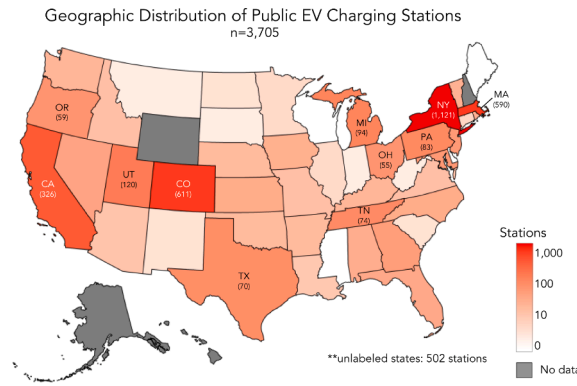 Geographic Distribution of Public EV Charging Stations
n=3,705
OR
(59)
CA
(326)
UT
(120)
CO
(611)
TX
(70)
MI
(94)
OH
(55)
TN
(74)
PA
(83)
NY
(1,121)
MA
(590)
Stations
1,000
100
10
0
No data
**unlabeled states: 502 stations